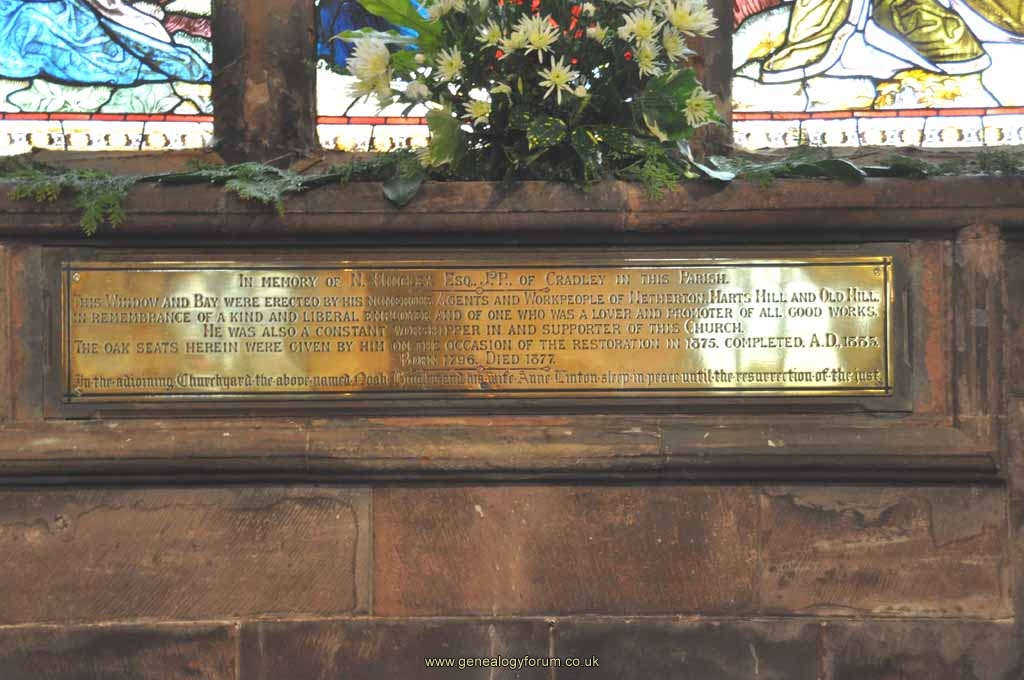 IN MEMORY OF N. HINGLEY ESQ., J.P. OF CRADLEY IN THIS PARISH.
THIS WINDOW AND BAY WERE ERECTED BY HIS NUMEROUS AGENTS AND WORKPEOPLE OF NETHERTON, HARTS HILL AND OLD HILL,
IN REMEMBRANCE OF A KIND AND LIBERAL EMPLOYER AND OF ONE WHO WAS A LOVER AND PROMOTER OF ALL GOOD WORKS.
HE WAS ALSO A CONSTANT WORSHIPPER IN AND SUPPORTER OF THIS CHURCH.
THE OAK SEATS HEREIN WERE GIVEN BY HIM ON THE OCCASION OF THE RESTORATION IN 1875. COMPLETED, A.D.
BORN 1796. DIED 1877.
In the adjoining Churchyard the above named Noah Hingley and his wife Anne Linton sleep in peace until the resurrection of the just
www.genealogyforum.co.uk